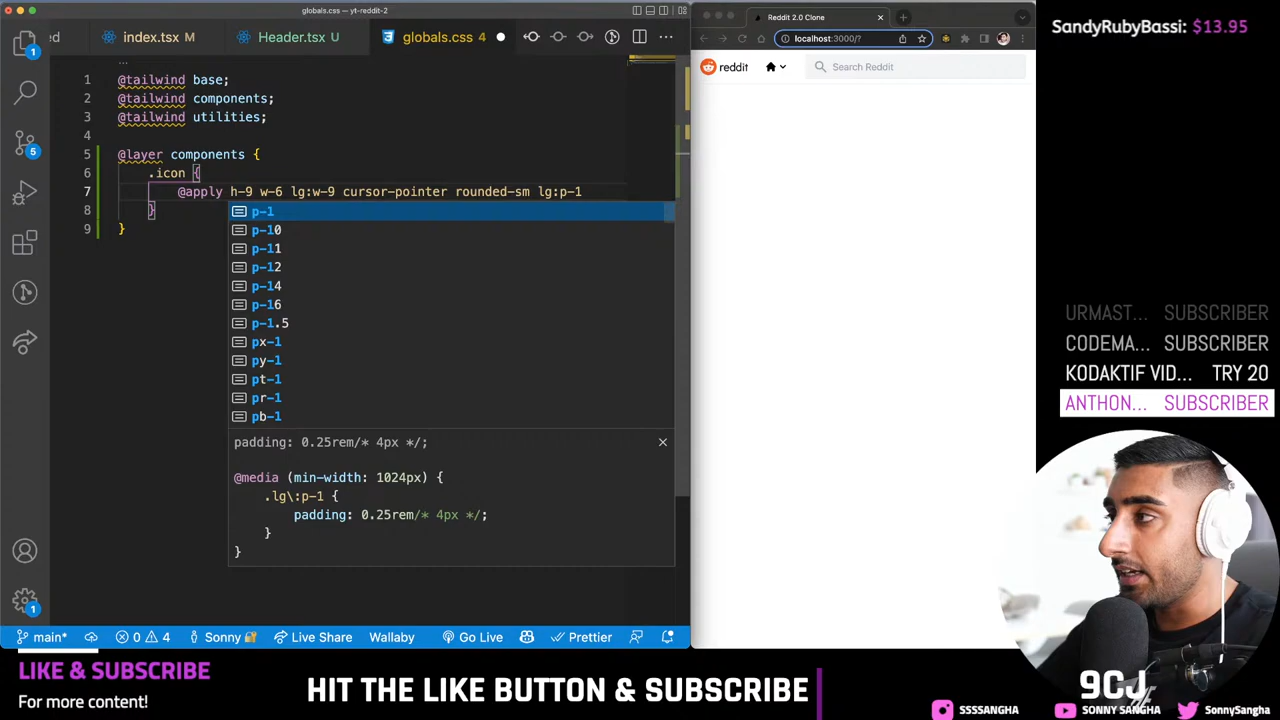 globals.css — yt-reddit-2
ed
index.tsx M
Header.tsx U
globals.css 4
1 @tailwind base;
2 @tailwind components;
3 @tailwind utilities;
4
5 @layer components {
6 .icon {
7 @apply h-9 w-6 lg:w-9 cursor-pointer rounded-sm lg:p-1
8 }
9 }
p-1
p-10
p-11
p-12
p-14
p-16
p-1.5
px-1
py-1
pt-1
pr-1
pb-1
padding: 0.25rem/* 4px */;
@media (min-width: 1024px) {
.lg\:p-1 {
padding: 0.25rem/* 4px */;
}
}
1
5
1
main*
0 4
Sonny
Live Share
Wallaby
Go Live
Prettier
Reddit 2.0 Clone
localhost:3000/?
reddit
Search Reddit
SandyRubyBassi: $13.95
URMAST... SUBSCRIBER
CODEMA... SUBSCRIBER
KODAKTIF VID... TRY 20
ANTHON... SUBSCRIBER
LIKE & SUBSCRIBE
For more content!
HIT THE LIKE BUTTON & SUBSCRIBE
9CJ
SSSSANGHA
SONNY SANGHA
SonnySangha